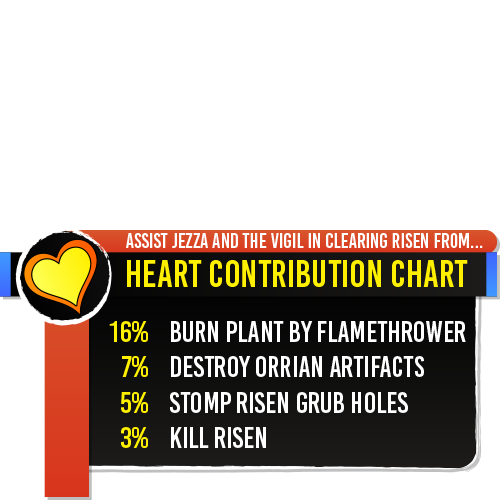 ASSIST JEZZA AND THE VIGIL IN CLEARING RISEN FROM...
HEART CONTRIBUTION CHART
16% BURN PLANT BY FLAMETHROWER
7% DESTROY ORRIAN ARTIFACTS
5% STOMP RISEN GRUB HOLES
3% KILL RISEN